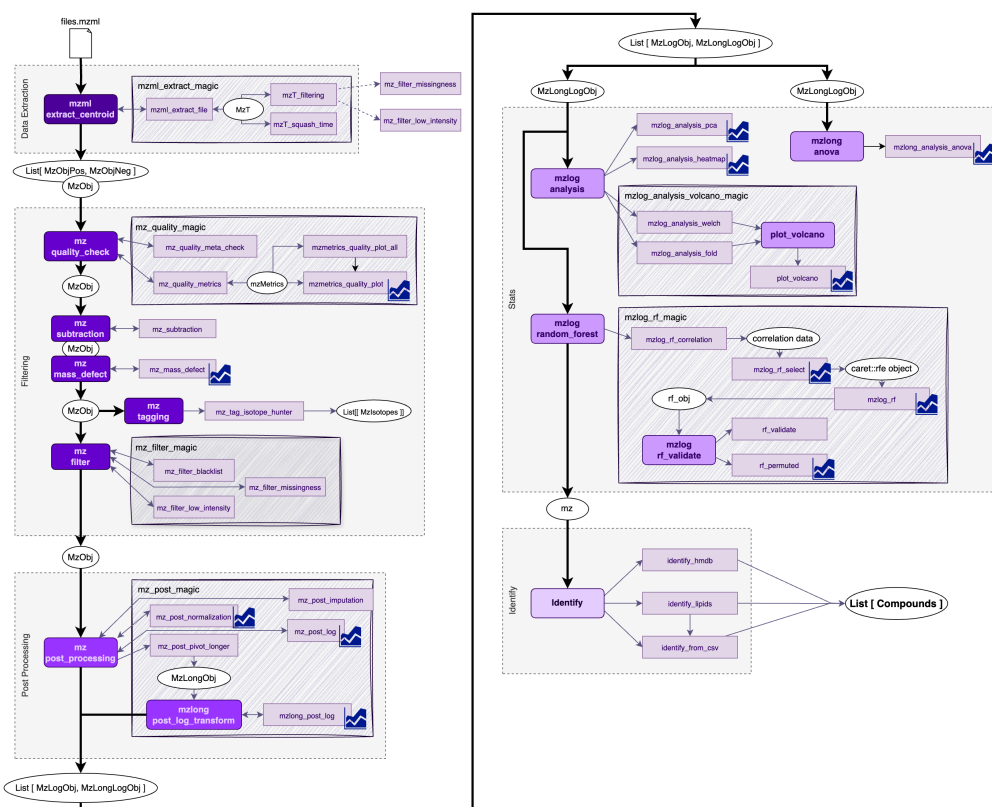 files.mzml
Data Extraction
mzml
extract_centroid
mzml_extract_magic
mzml_extract_file
MzT
mzT_filtering
mzT_squash_time
mz_filter_missingness
mz_filter_low_intensity
List[ MzObjPos, MzObjNeg ]
MzObj
Filtering
mz
quality_check
mz_quality_magic
mz_quality_meta_check
mz_quality_metrics
mzMetrics
mzmetrics_quality_plot_all
mzmetrics_quality_plot
MzObj
mz
subtraction
mz_subtraction
MzObj
mz
mass_defect
mz_mass_defect
MzObj
mz
tagging
mz_tag_isotope_hunter
List[[ MzIsotopes ]]
mz
filter
mz_filter_magic
mz_filter_blacklist
mz_filter_missingness
mz_filter_low_intensity
MzObj
Post Processing
mz
post_processing
mz_post_magic
mz_post_imputation
mz_post_normalization
mz_post_log
mz_post_pivot_longer
MzLongObj
mzlong
post_log_transform
mzlong_post_log
List [ MzLogObj, MzLongLogObj ]
List [ MzLogObj, MzLongLogObj ]
MzLongLogObj
MzLongLogObj
Stats
mzlog
analysis
mzlog_analysis_pca
mzlog_analysis_heatmap
mzlong
anova
mzlong_analysis_anova
mzlog_analysis_volcano_magic
mzlog_analysis_welch
mzlog_analysis_fold
plot_volcano
plot_volcano
mzlog
random_forest
mzlog_rf_magic
mzlog_rf_correlation
correlation data
mzlog_rf_select
caret::rfe object
mzlog_rf
rf_obj
mzlog
rf_validate
rf_validate
rf_permuted
mz
Identify
Identify
identify_hmdb
identify_lipids
identify_from_csv
List [ Compounds ]